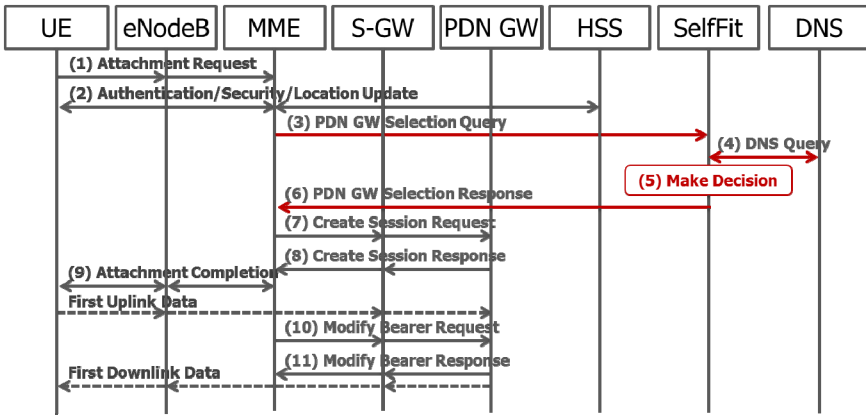 UE eNodeB MME S-GW PDN GW HSS SelfFit DNS
(1) Attachment Request
(2) Authentication/Security/Location Update
(3) PDN GW Selection Query
(4) DNS Query
(5) Make Decision
(6) PDN GW Selection Response
(7) Create Session Request
(8) Create Session Response
(9) Attachment Completion
First Uplink Data
(10) Modify Bearer Request
(11) Modify Bearer Response
First Downlink Data